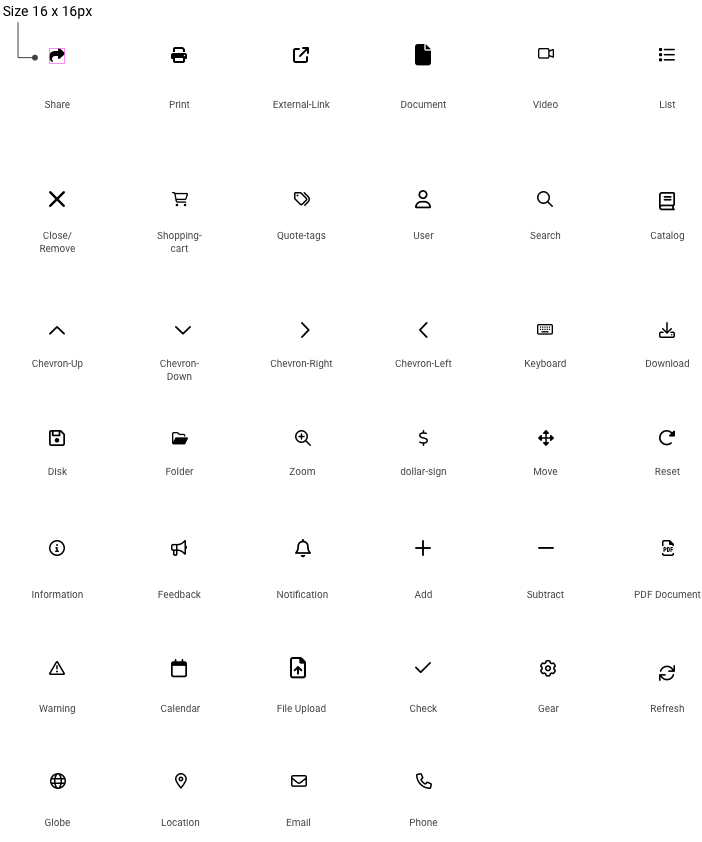 Size 16 x 16px
Share
Print
External-Link
Document
Video
List
Close/
Remove
Shopping-
cart
Quote-tags
User
Search
Catalog
Chevron-Up
Chevron-
Down
Chevron-Right
Chevron-Left
Keyboard
Download
Disk
Folder
Zoom
dollar-sign
Move
Reset
Information
Feedback
Notification
Add
Subtract
PDF
PDF Document
Warning
Calendar
File Upload
Check
Gear
Refresh
Globe
Location
Email
Phone